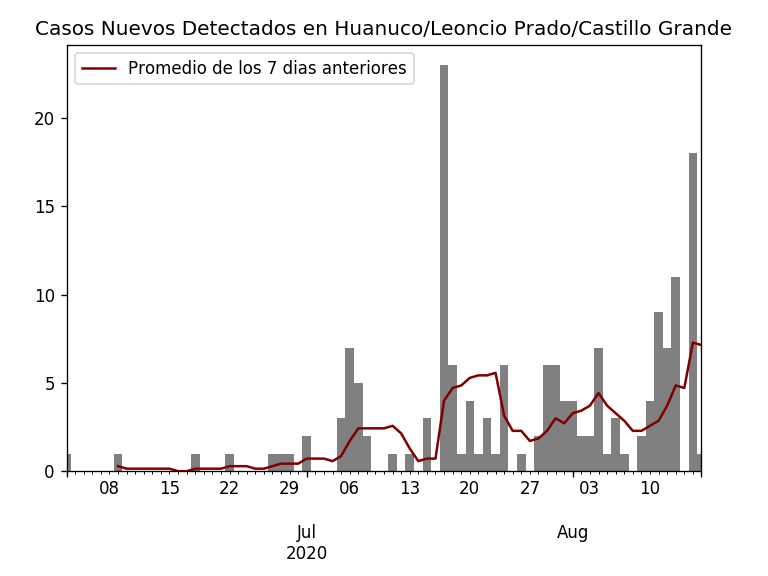 Casos Nuevos Detectados en Huanuco/Leoncio Prado/Castillo Grande
Promedio de los 7 dias anteriores
20
15
10
5
0
08 15 22 29 06 13 20 27 03 10
Jul Aug
2020